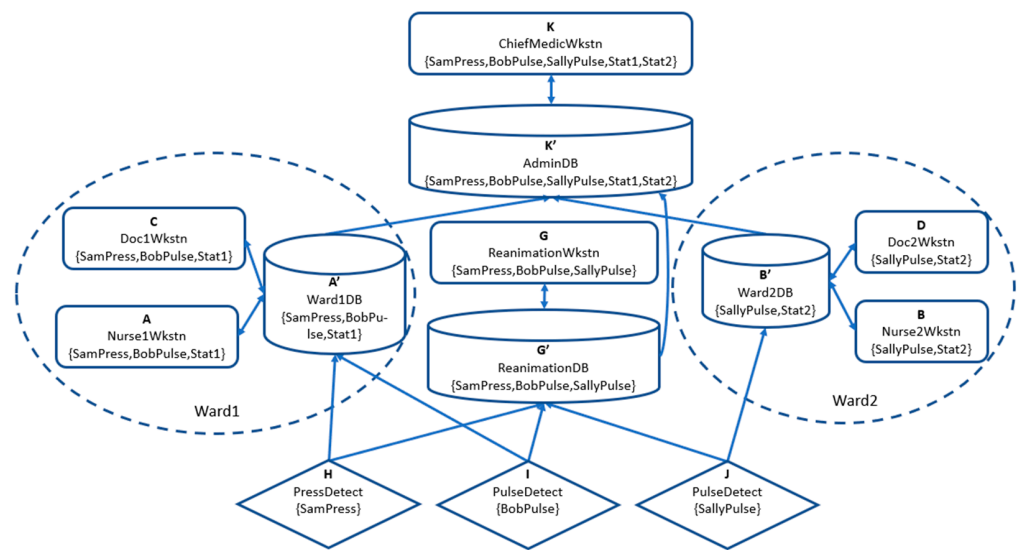 K
ChiefMedicWkstn
{SamPress,BobPulse,SallyPulse,Stat1,Stat2}
K’
AdminDB
{SamPress,BobPulse,SallyPulse,Stat1,Stat2}
C
Doc1Wkstn
{SamPress,BobPulse,Stat1}
A
Nurse1Wkstn
{SamPress,BobPulse,Stat1}
A’
Ward1DB
{SamPress,BobPu-
lse,Stat1}
Ward1
G
ReanimationWkstn
{SamPress,BobPulse,SallyPulse}
G’
ReanimationDB
{SamPress,BobPulse,SallyPulse}
B’
Ward2DB
{SallyPulse,Stat2}
D
Doc2Wkstn
{SallyPulse,Stat2}
B
Nurse2Wkstn
{SallyPulse,Stat2}
Ward2
H
PressDetect
{SamPress}
I
PulseDetect
{BobPulse}
J
PulseDetect
{SallyPulse}